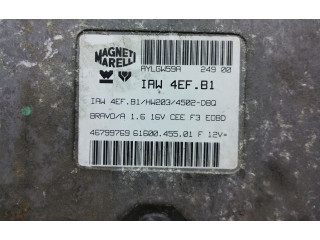 MAGNETI
MARELLI
AYLGW59A 249 00
IAW 4EF.B1
IAW 4EF.B1/HW203/4502-D8Q
BRAVO/A 1.6 16V CEE F3 EOBD
46799769 61600.455.01 F 12V=